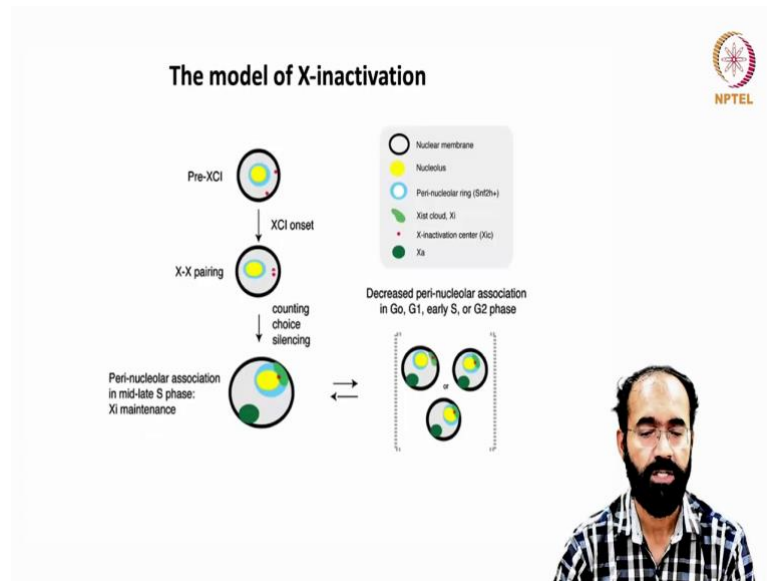 The model of X-inactivation
NPTEL
Pre-XCI
XCI onset
X-X pairing
counting
choice
silencing
Peri-nucleolar association
in mid-late S phase:
Xi maintenance
Nuclear membrane
Nucleolus
Peri-nucleolar ring (Snf2h+)
Xist cloud, Xi
X-inactivation center (Xic)
Xa
Decreased peri-nucleolar association
in Go, G1, early S, or G2 phase
or